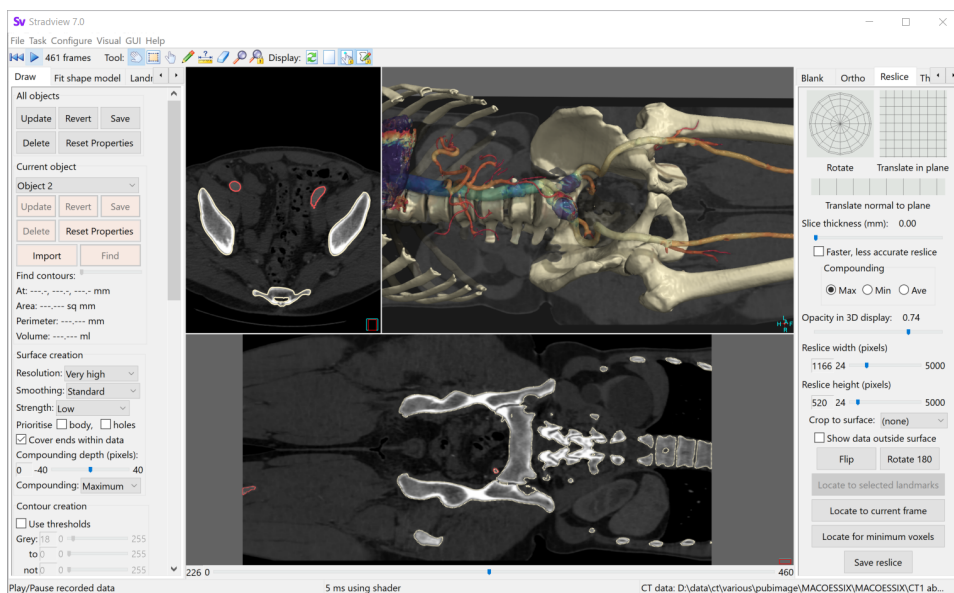 Sv Stradview 7.0
File Task Configure Visual GUI Help
461 frames Tool: Display:
Draw Fit shape model Landr
All objects
Update Revert Save
Delete Reset Properties
Current object
Object 2
Update Revert Save
Delete Reset Properties
Import Find
Find contours:
At: ---.-, ---.-, ---.- mm
Area: ---.--- sq mm
Perimeter: ---.--- mm
Volume: ---.--- ml
Surface creation
Resolution: Very high
Smoothing: Standard
Strength: Low
Prioritise body, holes
Cover ends within data
Compounding depth (pixels):
0 -40 40
Compounding: Maximum
Contour creation
Use thresholds
Grey: 18 0 255
to 0 0 255
not 0 0 255
H F
226 0 460
Blank Ortho Reslice Th
Rotate Translate in plane
Translate normal to plane
Slice thickness (mm): 0.00
Faster, less accurate reslice
Compounding
Max Min Ave
Opacity in 3D display: 0.74
Reslice width (pixels)
1166 24 5000
Reslice height (pixels)
520 24 5000
Crop to surface: (none)
Show data outside surface
Flip Rotate 180
Locate to selected landmarks
Locate to current frame
Locate for minimum voxels
Save reslice
Play/Pause recorded data 5 ms using shader CT data: D:\data\ct\various\pubimage\MACOESSIX\MACOESSIX\CT1 ab...